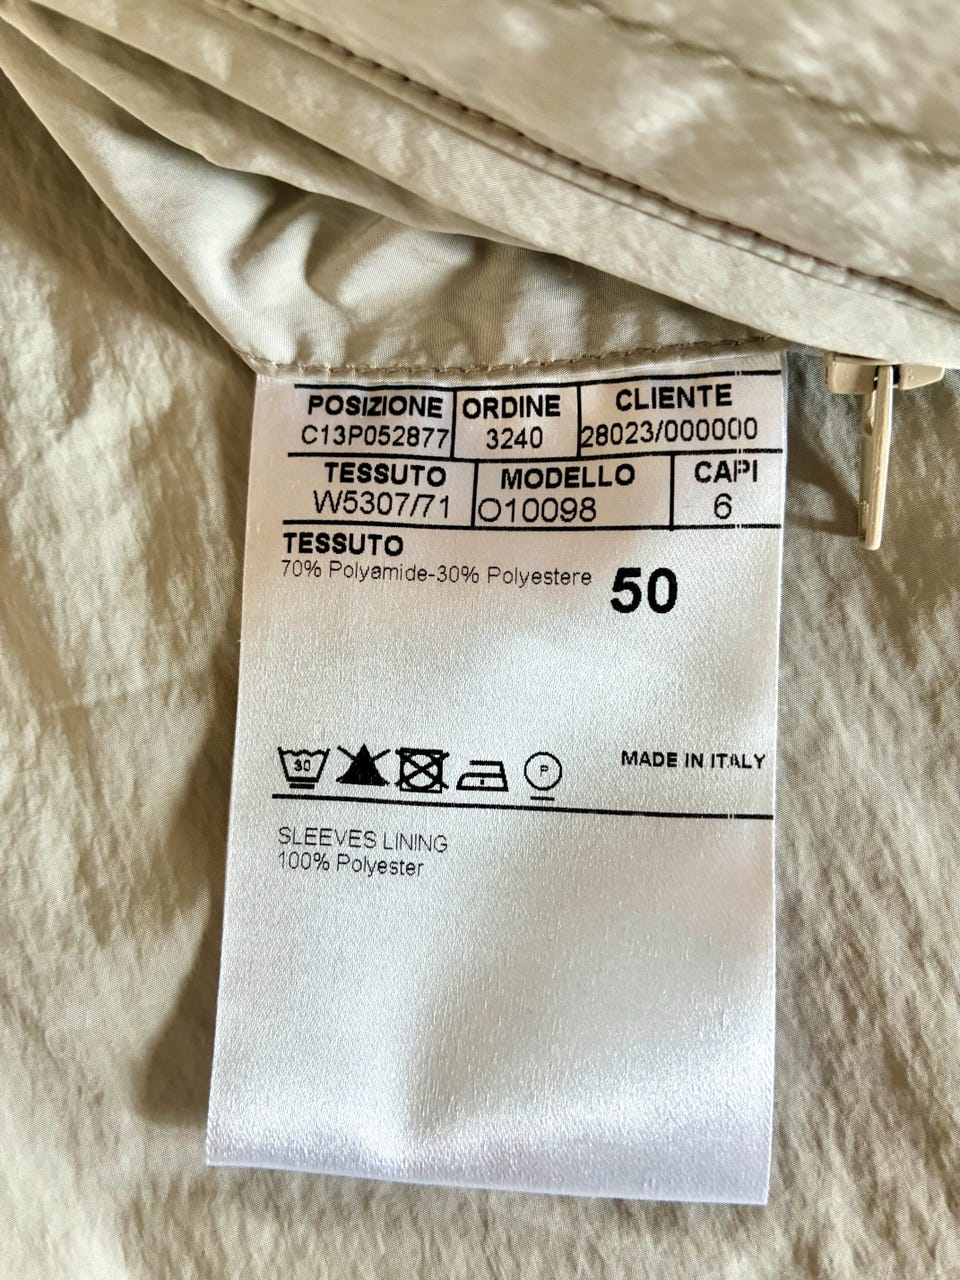 POSIZIONE ORDINE CLIENTE
C13P052877 3240 28023/000000
TESSUTO MODELLO CAPI
W5307/71 O10098 6
TESSUTO
70% Polyamide-30% Polyestere 50
30 P MADE IN ITALY
SLEEVES LINING
100% Polyester